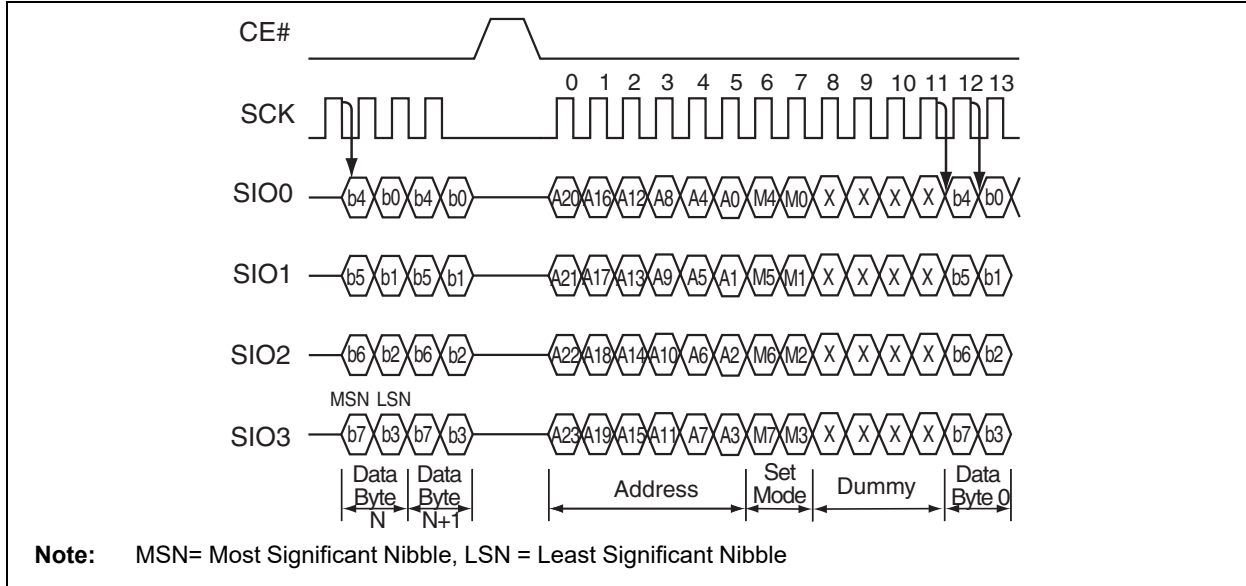 CE#
0 1 2 3 4 5 6 7 8 9 10 11 12 13
SCK
SIO0 b4 b0 b4 b0 A20 A16 A12 A8 A4 A0 M4 M0 X X X X b4 b0
SIO1 b5 b1 b5 b1 A21 A17 A13 A9 A5 A1 M5 M1 X X X X b5 b1
SIO2 b6 b2 b6 b2 A22 A18 A14 A10 A6 A2 M6 M2 X X X X b6 b2
MSN LSN
SIO3 b7 b3 b7 b3 A23 A19 A15 A11 A7 A3 M7 M3 X X X X b7 b3
Data Byte N
Data Byte N+1
Address
Set Mode
Dummy
Data Byte 0
Note: MSN= Most Significant Nibble, LSN = Least Significant Nibble